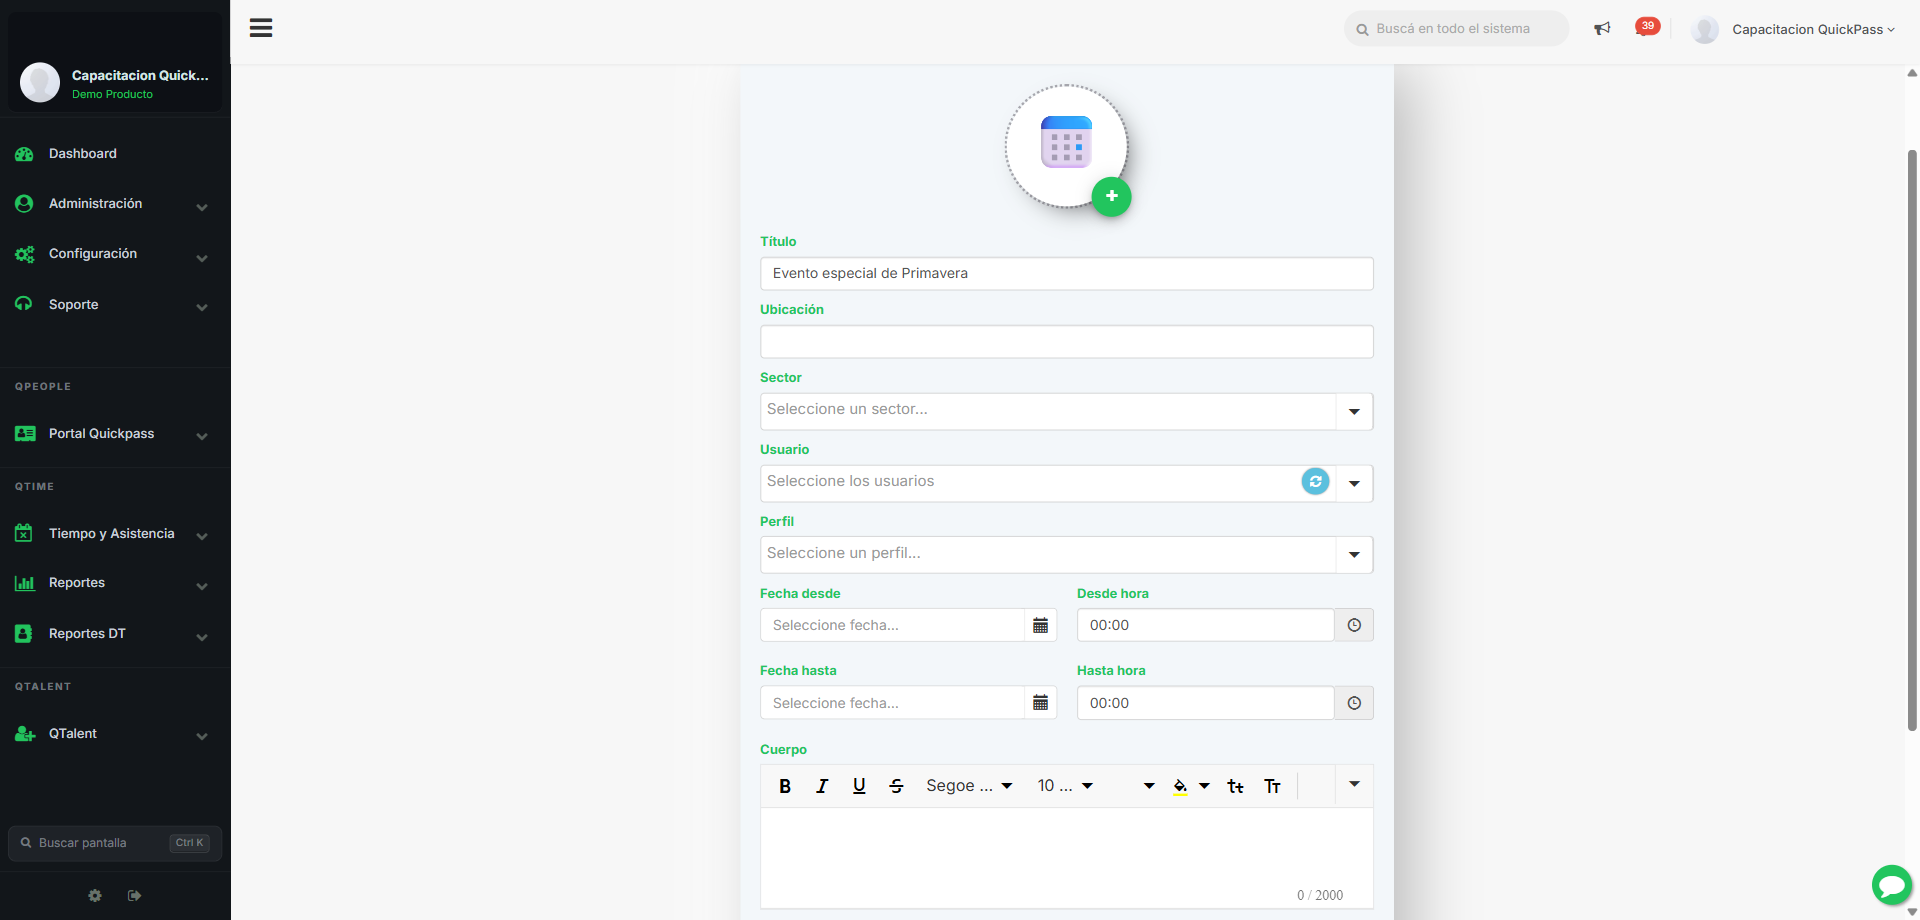 Capacitacion Quick...
Demo Producto
Dashboard
Administración
Configuración
Soporte
QPEOPLE
Portal Quickpass
QTIME
Tiempo y Asistencia
Reportes
Reportes DT
QTALENT
QTalent
Buscar pantalla
Ctrl K
Buscá en todo el sistema
39
Capacitacion QuickPass
Título
Evento especial de Primavera
Ubicación
Sector
Seleccione un sector...
Usuario
Seleccione los usuarios
Perfil
Seleccione un perfil...
Fecha desde
Desde hora
Seleccione fecha...
00:00
Fecha hasta
Hasta hora
Seleccione fecha...
00:00
Cuerpo
B I U S Segoe ... 10 ... tt TT
0 / 2000